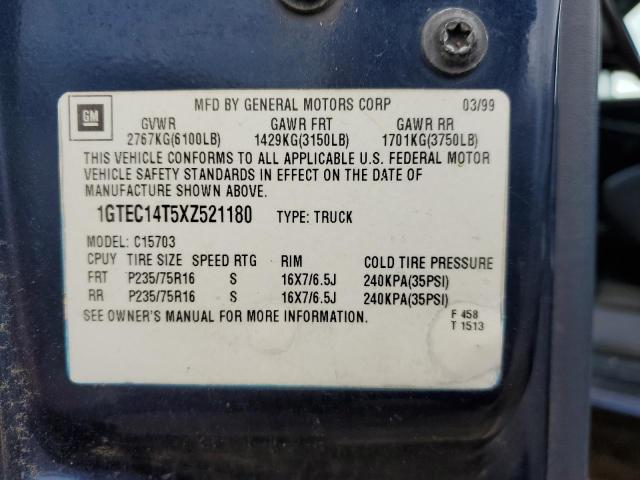 GM
MFD BY GENERAL MOTORS CORP 03/99
GVWR GAWR FRT GAWR RR
2767KG(6100LB) 1429KG(3150LB) 1701KG(3750LB)
THIS VEHICLE CONFORMS TO ALL APPLICABLE U.S. FEDERAL MOTOR
VEHICLE SAFETY STANDARDS IN EFFECT ON THE DATE OF
MANUFACTURE SHOWN ABOVE.
1GTEC14T5XZ521180 TYPE: TRUCK
MODEL: C15703
CPUY TIRE SIZE SPEED RTG RIM COLD TIRE PRESSURE
FRT P235/75R16 S 16X7/6.5J 240KPA(35PSI)
RR P235/75R16 S 16X7/6.5J 240KPA(35PSI)
SEE OWNER'S MANUAL FOR MORE INFORMATION.
F 458
T 1513